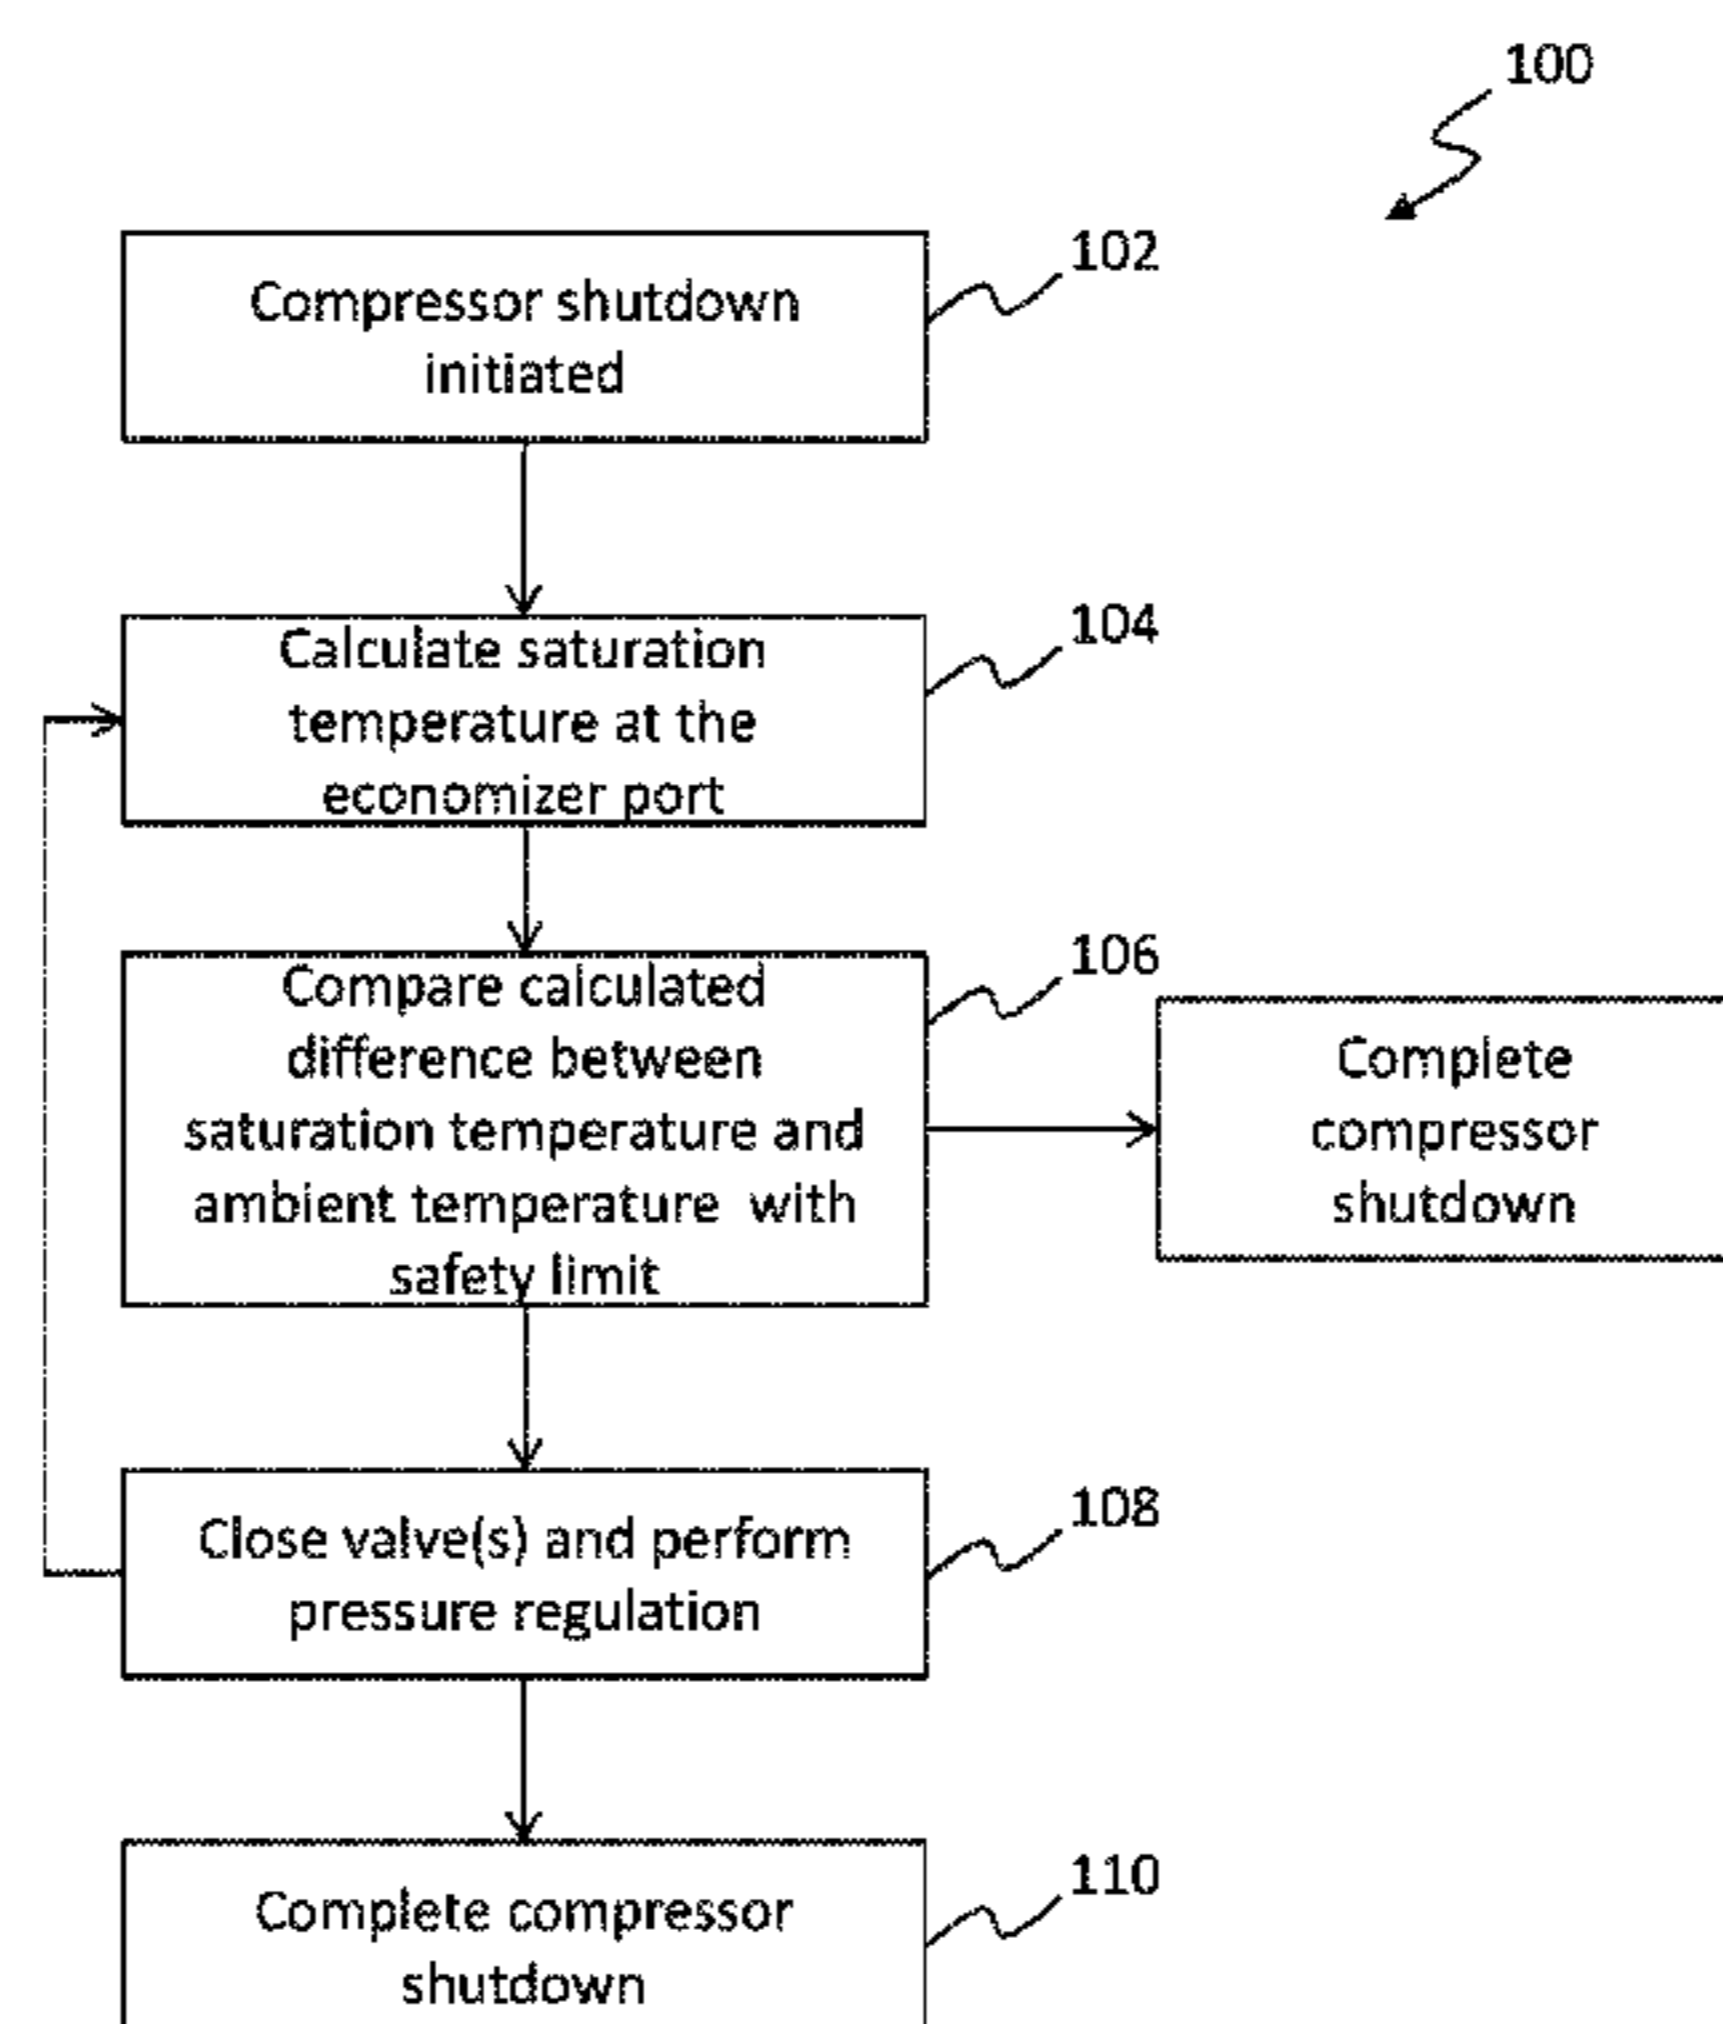 100
102
Compressor shutdown
initiated
104
Calculate saturation
temperature at the
economizer port
106
Compare calculated
difference between
saturation temperature and
ambient temperature with
safety limit
Complete
compressor
shutdown
108
Close valve(s) and perform
pressure regulation
110
Complete compressor
shutdown